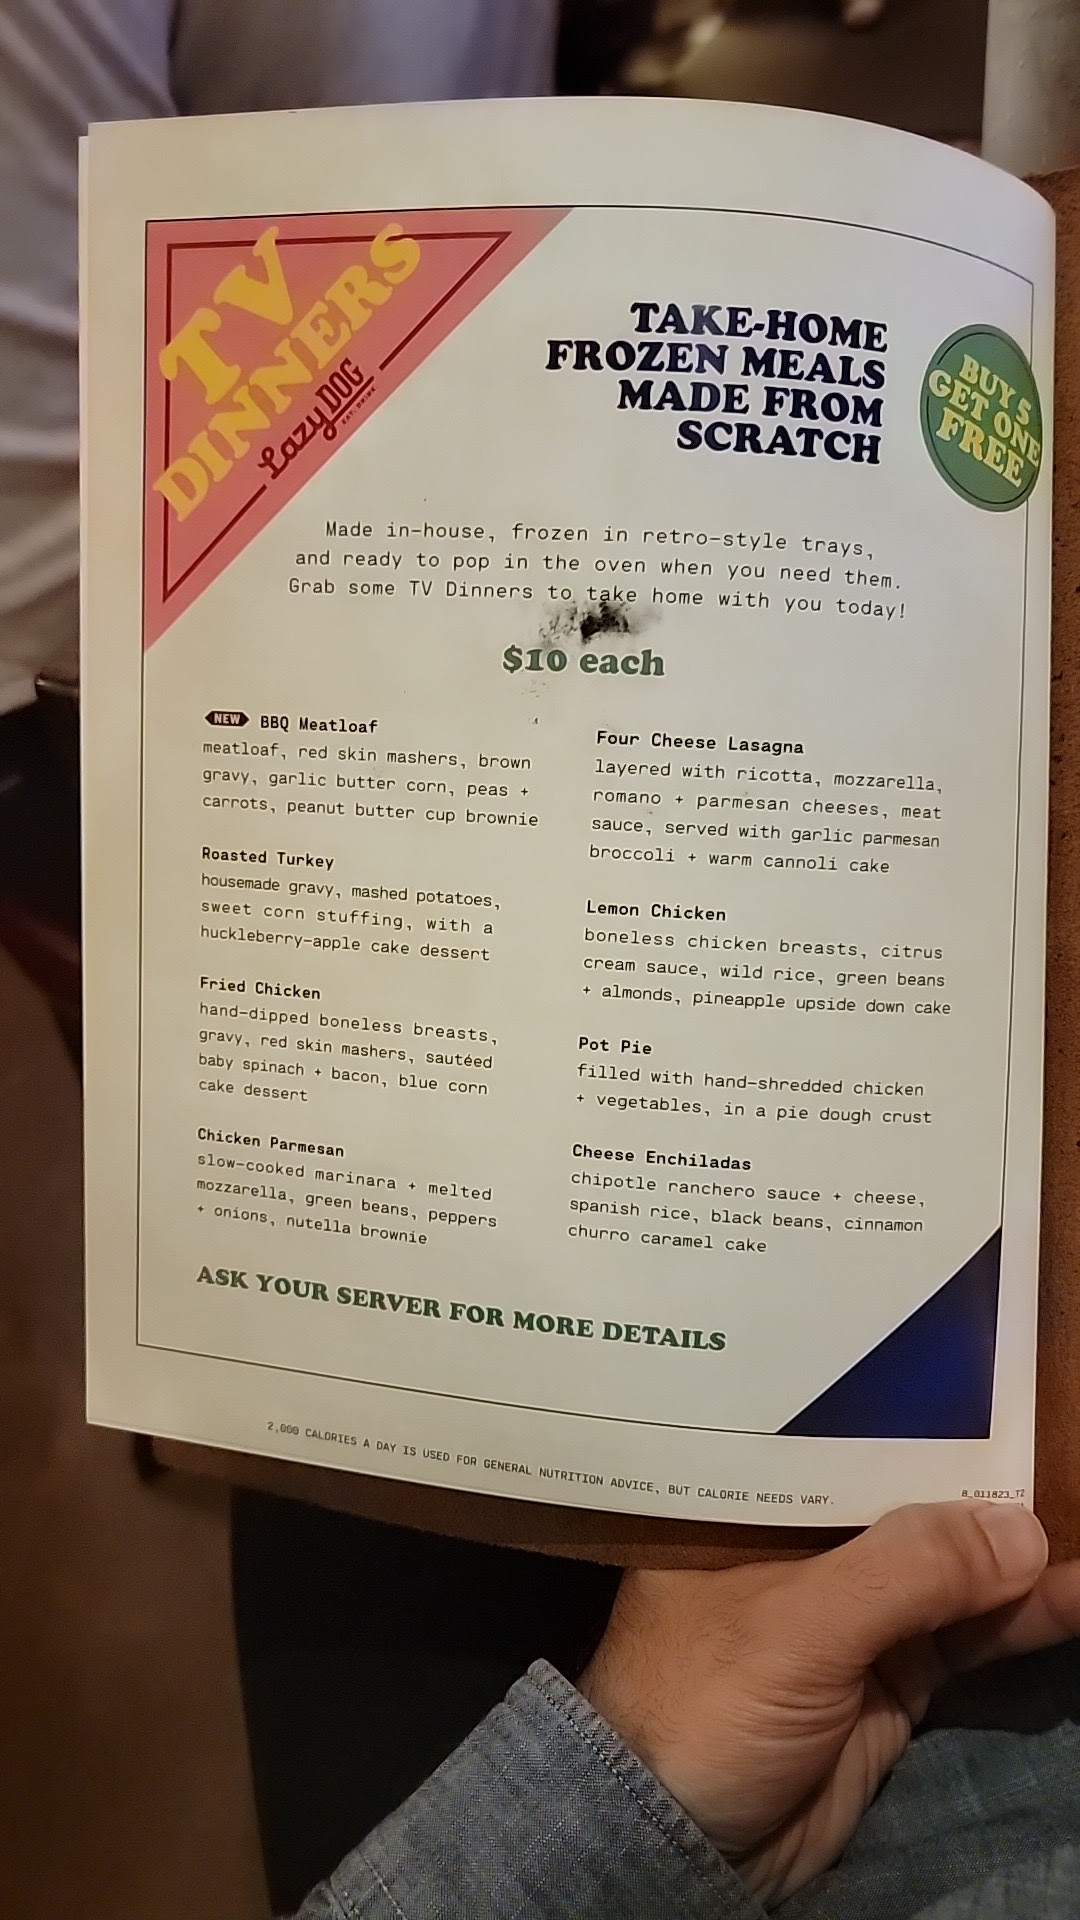 TV
DINNERS
Lazy DOG
TAKE-HOME
FROZEN MEALS
MADE FROM
SCRATCH
BUY 5
GET ONE
FREE
Made in-house, frozen in retro-style trays,
and ready to pop in the oven when you need them.
Grab some TV Dinners to take home with you today!
$10 each
NEW BBQ Meatloaf
meatloaf, red skin mashers, brown
gravy, garlic butter corn, peas +
carrots, peanut butter cup brownie
Roasted Turkey
housemade gravy, mashed potatoes,
sweet corn stuffing, with a
huckleberry-apple cake dessert
Fried Chicken
hand-dipped boneless breasts,
gravy, red skin mashers, sautéed
baby spinach + bacon, blue corn
cake dessert
Chicken Parmesan
slow-cooked marinara + melted
mozzarella, green beans, peppers
+ onions, nutella brownie
Four Cheese Lasagna
layered with ricotta, mozzarella,
romano + parmesan cheeses, meat
sauce, served with garlic parmesan
broccoli + warm cannoli cake
Lemon Chicken
boneless chicken breasts, citrus
cream sauce, wild rice, green beans
+ almonds, pineapple upside down cake
Pot Pie
filled with hand-shredded chicken
+ vegetables, in a pie dough crust
Cheese Enchiladas
chipotle ranchero sauce + cheese,
spanish rice, black beans, cinnamon
churro caramel cake
ASK YOUR SERVER FOR MORE DETAILS
2,000 CALORIES A DAY IS USED FOR GENERAL NUTRITION ADVICE, BUT CALORIE NEEDS VARY.